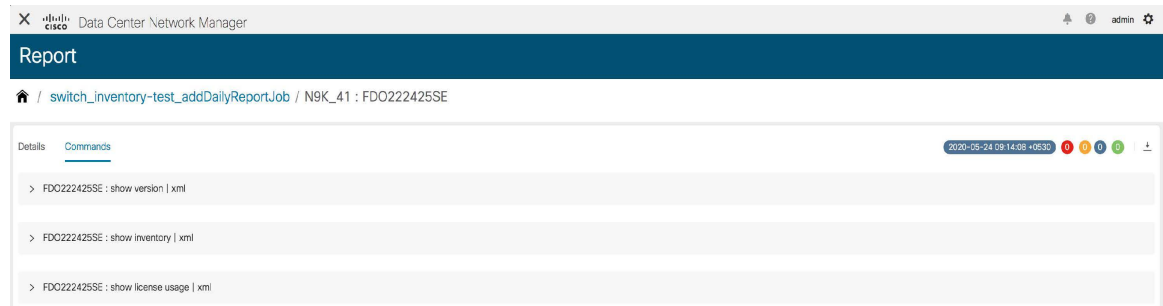 cisco Data Center Network Manager admin
Report
/ switch_inventory-test_addDailyReportJob / N9K_41 : FDO222425SE
Details Commands 2020-05-24 09:14:08 +0530 0 0 0 0
> FDO222425SE : show version | xml
> FDO222425SE : show inventory | xml
> FDO222425SE : show license usage | xml